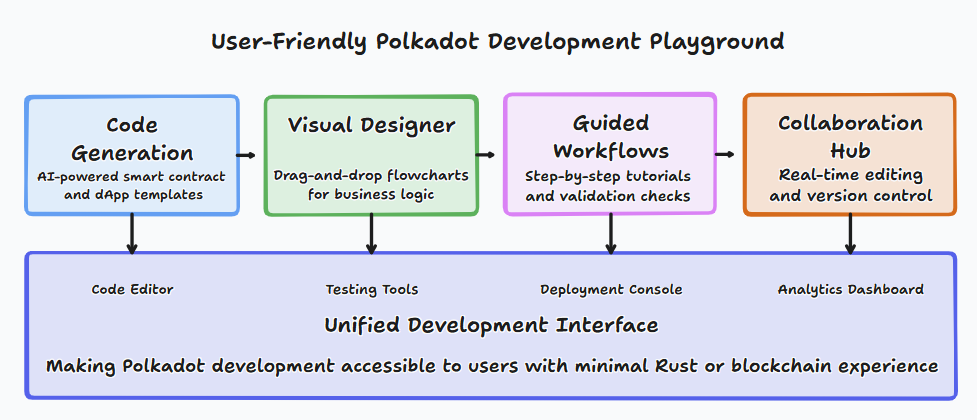 User-Friendly Polkadot Development Playground
Code
Generation
AI-powered smart contract
and dApp templates
Visual Designer
Drag-and-drop flowcharts
for business logic
Guided
Workflows
Step-by-step tutorials
and validation checks
Collaboration
Hub
Real-time editing
and version control
Code Editor
Testing Tools
Deployment Console
Analytics Dashboard
Unified Development Interface
Making Polkadot development accessible to users with minimal Rust or blockchain experience